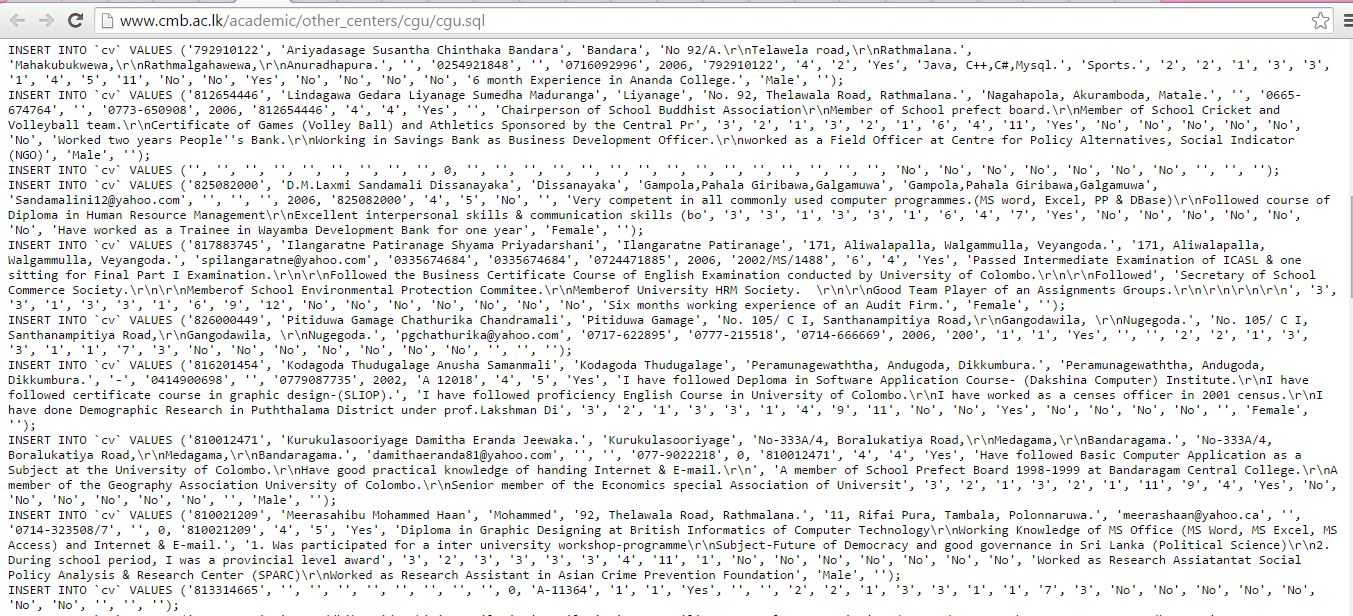 www.cmb.ac.lk/academic/other_centers/cgu/cgu.sql
INSERT INTO `cv` VALUES ('792910122', 'Ariyadasage Susantha Chinthaka Bandara', 'Bandara', 'No 92/A.\r\nTelawela road,\r\nRathmalana.',
'Mahakubukwewa,\r\nRathmalgahawewa,\r\nAnuradhapura.', '', '0254921848', '', '0716092996', 2006, '792910122', '4', '2', 'Yes', 'Java, C++,C#,Mysql.', 'Sports.', '2', '2', '1', '3', '3',
'1', '4', '5', '11', 'No', 'No', 'Yes', 'No', 'No', 'No', 'No', '6 month Experience in Ananda College.', 'Male', '');
INSERT INTO `cv` VALUES ('812654446', 'Lindagawa Gedara Liyanage Sumedha Maduranga', 'Liyanage', 'No. 92, Thelawala Road, Rathmalana.', 'Nagahapola, Akuramboda, Matale.', '', '0665-
674764', '', '0773-650908', 2006, '812654446', '4', '4', 'Yes', '', 'Chairperson of School Buddhist Association\r\nMember of School prefect board.\r\nMember of School Cricket and
Volleyball team.\r\nCertificate of Games (Volley Ball) and Athletics Sponsored by the Central Pr', '3', '2', '1', '3', '2', '1', '6', '4', '11', 'Yes', 'No', 'No', 'No', 'No', 'No',
'No', 'Worked two years People''s Bank.\r\nWorking in Savings Bank as Business Development Officer.\r\nworked as a Field Officer at Centre for Policy Alternatives, Social Indicator
(NGO)', 'Male', '');
INSERT INTO `cv` VALUES ('', '', '', '', '', '', '', '', '', 0, '', '', '', '', '', '', '', '', '', '', '', '', '', '', '', 'No', 'No', 'No', 'No', 'No', 'No', 'No', '', '', '');
INSERT INTO `cv` VALUES ('825082000', 'D.M.Laxmi Sandamali Dissanayaka', 'Dissanayaka', 'Gampola,Pahala Giribawa,Galgamuwa', 'Gampola,Pahala Giribawa,Galgamuwa',
'Sandamalini12@yahoo.com', '', '', '', 2006, '825082000', '4', '5', 'No', '', 'Very competent in all commonly used computer programmes.(MS word, Excel, PP & DBase)\r\nFollowed course of
Diploma in Human Resource Management\r\nExcellent interpersonal skills & communication skills (bo', '3', '3', '1', '3', '3', '1', '6', '4', '7', 'Yes', 'No', 'No', 'No', 'No', 'No',
'No', 'Have worked as a Trainee in Wayamba Development Bank for one year', 'Female', '');
INSERT INTO `cv` VALUES ('817883745', 'Ilangaratne Patiranage Shyama Priyadarshani', 'Ilangaratne Patiranage', '171, Aliwalapalla, Walgammulla, Veyangoda.', '171, Aliwalapalla,
Walgammulla, Veyangoda.', 'spilangaratne@yahoo.com', '0335674684', '0335674684', '0724471885', 2006, '2002/MS/1488', '6', '4', 'Yes', 'Passed Intermediate Examination of ICASL & one
sitting for Final Part I Examination.\r\n\r\n\r\nFollowed the Business Certificate Course of English Examination conducted by University of Colombo.\r\n\r\n\r\nFollowed', 'Secretary of School
Commerce Society.\r\n\r\n\r\nMemberof School Environmental Protection Commitee.\r\nMemberof University HRM Society.  \r\n\r\n\r\nGood Team Player of an Assignments Groups.\r\n\r\n\r\n\r\n', '3',
'3', '1', '3', '3', '1', '6', '9', '12', 'No', 'No', 'No', 'No', 'No', 'No', 'No', 'Six months working experience of an Audit Firm.', 'Female', '');
INSERT INTO `cv` VALUES ('826000449', 'Pitiduwa Gamage Chathurika Chandramali', 'Pitiduwa Gamage', 'No. 105/ C I, Santhanampitiya Road,\r\nGangodawila, \r\nNugegoda.', 'No. 105/ C I,
Santhanampitiya Road,\r\nGangodawila, \r\nNugegoda.', 'pgchathurika@yahoo.com', '0717-622895', '0777-215518', '0714-666669', 2006, '200', '1', '1', 'Yes', '', '', '2', '2', '1', '3',
'3', '1', '1', '7', '3', 'No', 'No', 'No', 'No', 'No', 'No', 'No', '', '', '');
INSERT INTO `cv` VALUES ('816201454', 'Kodagoda Thudugalage Anusha Samanmali', 'Kodagoda Thudugalage', 'Peramunagewaththa, Andugoda, Dikkumbura.', 'Peramunagewaththa, Andugoda,
Dikkumbura.', '-', '0414900698', '', '0779087735', 2002, 'A 12018', '4', '5', 'Yes', 'I have followed Deploma in Software Application Course- (Dakshina Computer) Institute.\r\nI have
followed certificate course in graphic design-(SLIOP).', 'I have followed proficiency English Course in University of Colombo.\r\nI have worked as a censes officer in 2001 census.\r\nI
have done Demographic Research in Puththalama District under prof.Lakshman Di', '3', '2', '1', '3', '3', '1', '4', '9', '11', 'No', 'No', 'Yes', 'No', 'No', 'No', 'No', '', 'Female',
'');
INSERT INTO `cv` VALUES ('810012471', 'Kurukulasooriyage Damitha Eranda Jeewaka.', 'Kurukulasooriyage', 'No-333A/4, Boralukatiya Road,\r\nMedagama,\r\nBandaragama.', 'No-333A/4,
Boralukatiya Road,\r\nMedagama,\r\nBandaragama.', 'damithaeranda81@yahoo.com', '', '', '077-9022218', 0, '810012471', '4', '4', 'Yes', 'Have followed Basic Computer Application as a
Subject at the University of Colombo.\r\nHave good practical knowledge of handing Internet & E-mail.\r\n', 'A member of School Prefect Board 1998-1999 at Bandaragam Central College.\r\nA
member of the Geography Association University of Colombo.\r\nSenior member of the Economics special Association of Universit', '3', '2', '1', '3', '2', '1', '11', '9', '4', 'Yes', 'No',
'No', 'No', 'No', 'No', 'No', '', 'Male', '');
INSERT INTO `cv` VALUES ('810021209', 'Meerasahibu Mohammed Haan', 'Mohammed', '92, Thelawala Road, Rathmalana.', '11, Rifai Pura, Tambala, Polonnaruwa.', 'meerashaan@yahoo.ca', '',
'0714-323508/7', '', 0, '810021209', '4', '5', 'Yes', 'Diploma in Graphic Designing at British Informatics of Computer Technology\r\nWorking Knowledge of MS Office (MS Word, MS Excel, MS
Access) and Internet & E-mail.', '1. Was participated for a inter university workshop-programme\r\nSubject-Future of Democracy and good governance in Sri Lanka (Political Science)\r\n2.
During school period, I was a provincial level award', '3', '2', '3', '3', '3', '3', '4', '11', '1', 'No', 'No', 'No', 'No', 'No', 'No', 'No', 'Worked as Research Assiatantat Social
Policy Analysis & Research Center (SPARC)\r\nWorked as Research Assistant in Asian Crime Prevention Foundation', 'Male', '');
INSERT INTO `cv` VALUES ('813314665', '', '', '', '', '', '', '', '', 0, 'A-11364', '1', '1', 'Yes', '', '', '2', '2', '1', '3', '3', '1', '1', '7', '3', 'No', 'No', 'No', 'No', 'No',
'No', 'No', '', '', '');